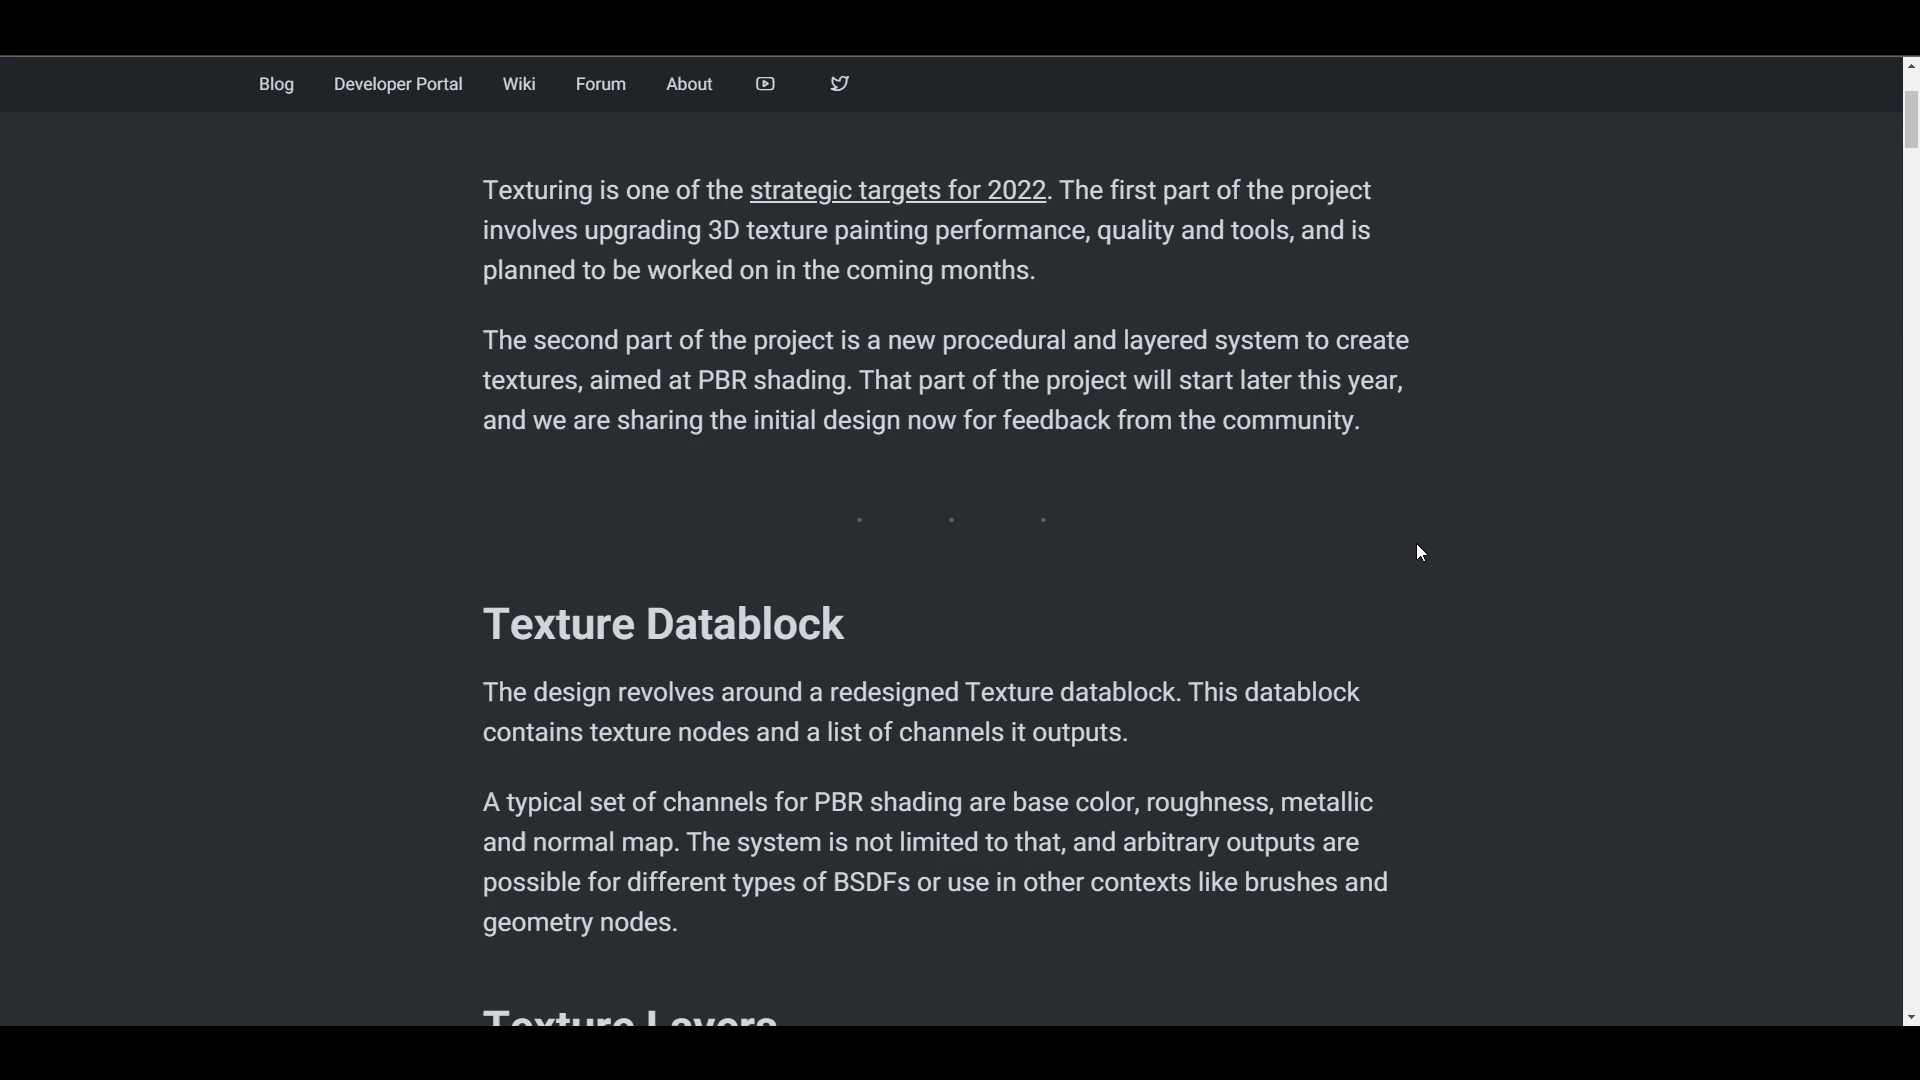 Blog Developer Portal Wiki Forum About
Texturing is one of the strategic targets for 2022. The first part of the project
involves upgrading 3D texture painting performance, quality and tools, and is
planned to be worked on in the coming months.
The second part of the project is a new procedural and layered system to create
textures, aimed at PBR shading. That part of the project will start later this year,
and we are sharing the initial design now for feedback from the community.
Texture Datablock
The design revolves around a redesigned Texture datablock. This datablock
contains texture nodes and a list of channels it outputs.
A typical set of channels for PBR shading are base color, roughness, metallic
and normal map. The system is not limited to that, and arbitrary outputs are
possible for different types of BSDFs or use in other contexts like brushes and
geometry nodes.
Texture Layers